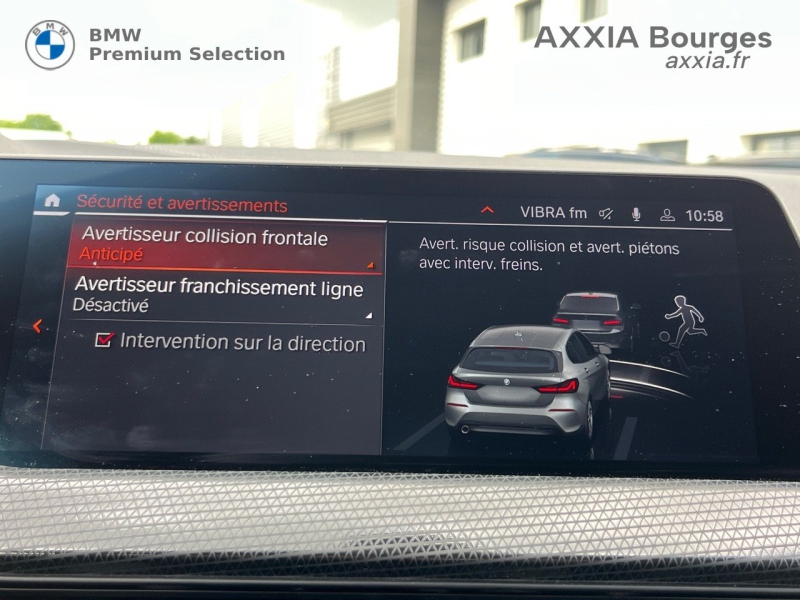 BMW
BMW
Premium Selection
AXXIA Bourges
axxia.fr
Sécurité et avertissements
VIBRA fm
10:58
Avertisseur collision frontale
Anticipé
Avertisseur franchissement ligne
Désactivé
Intervention sur la direction
Avert. risque collision et avert. piétons
avec interv. freins.